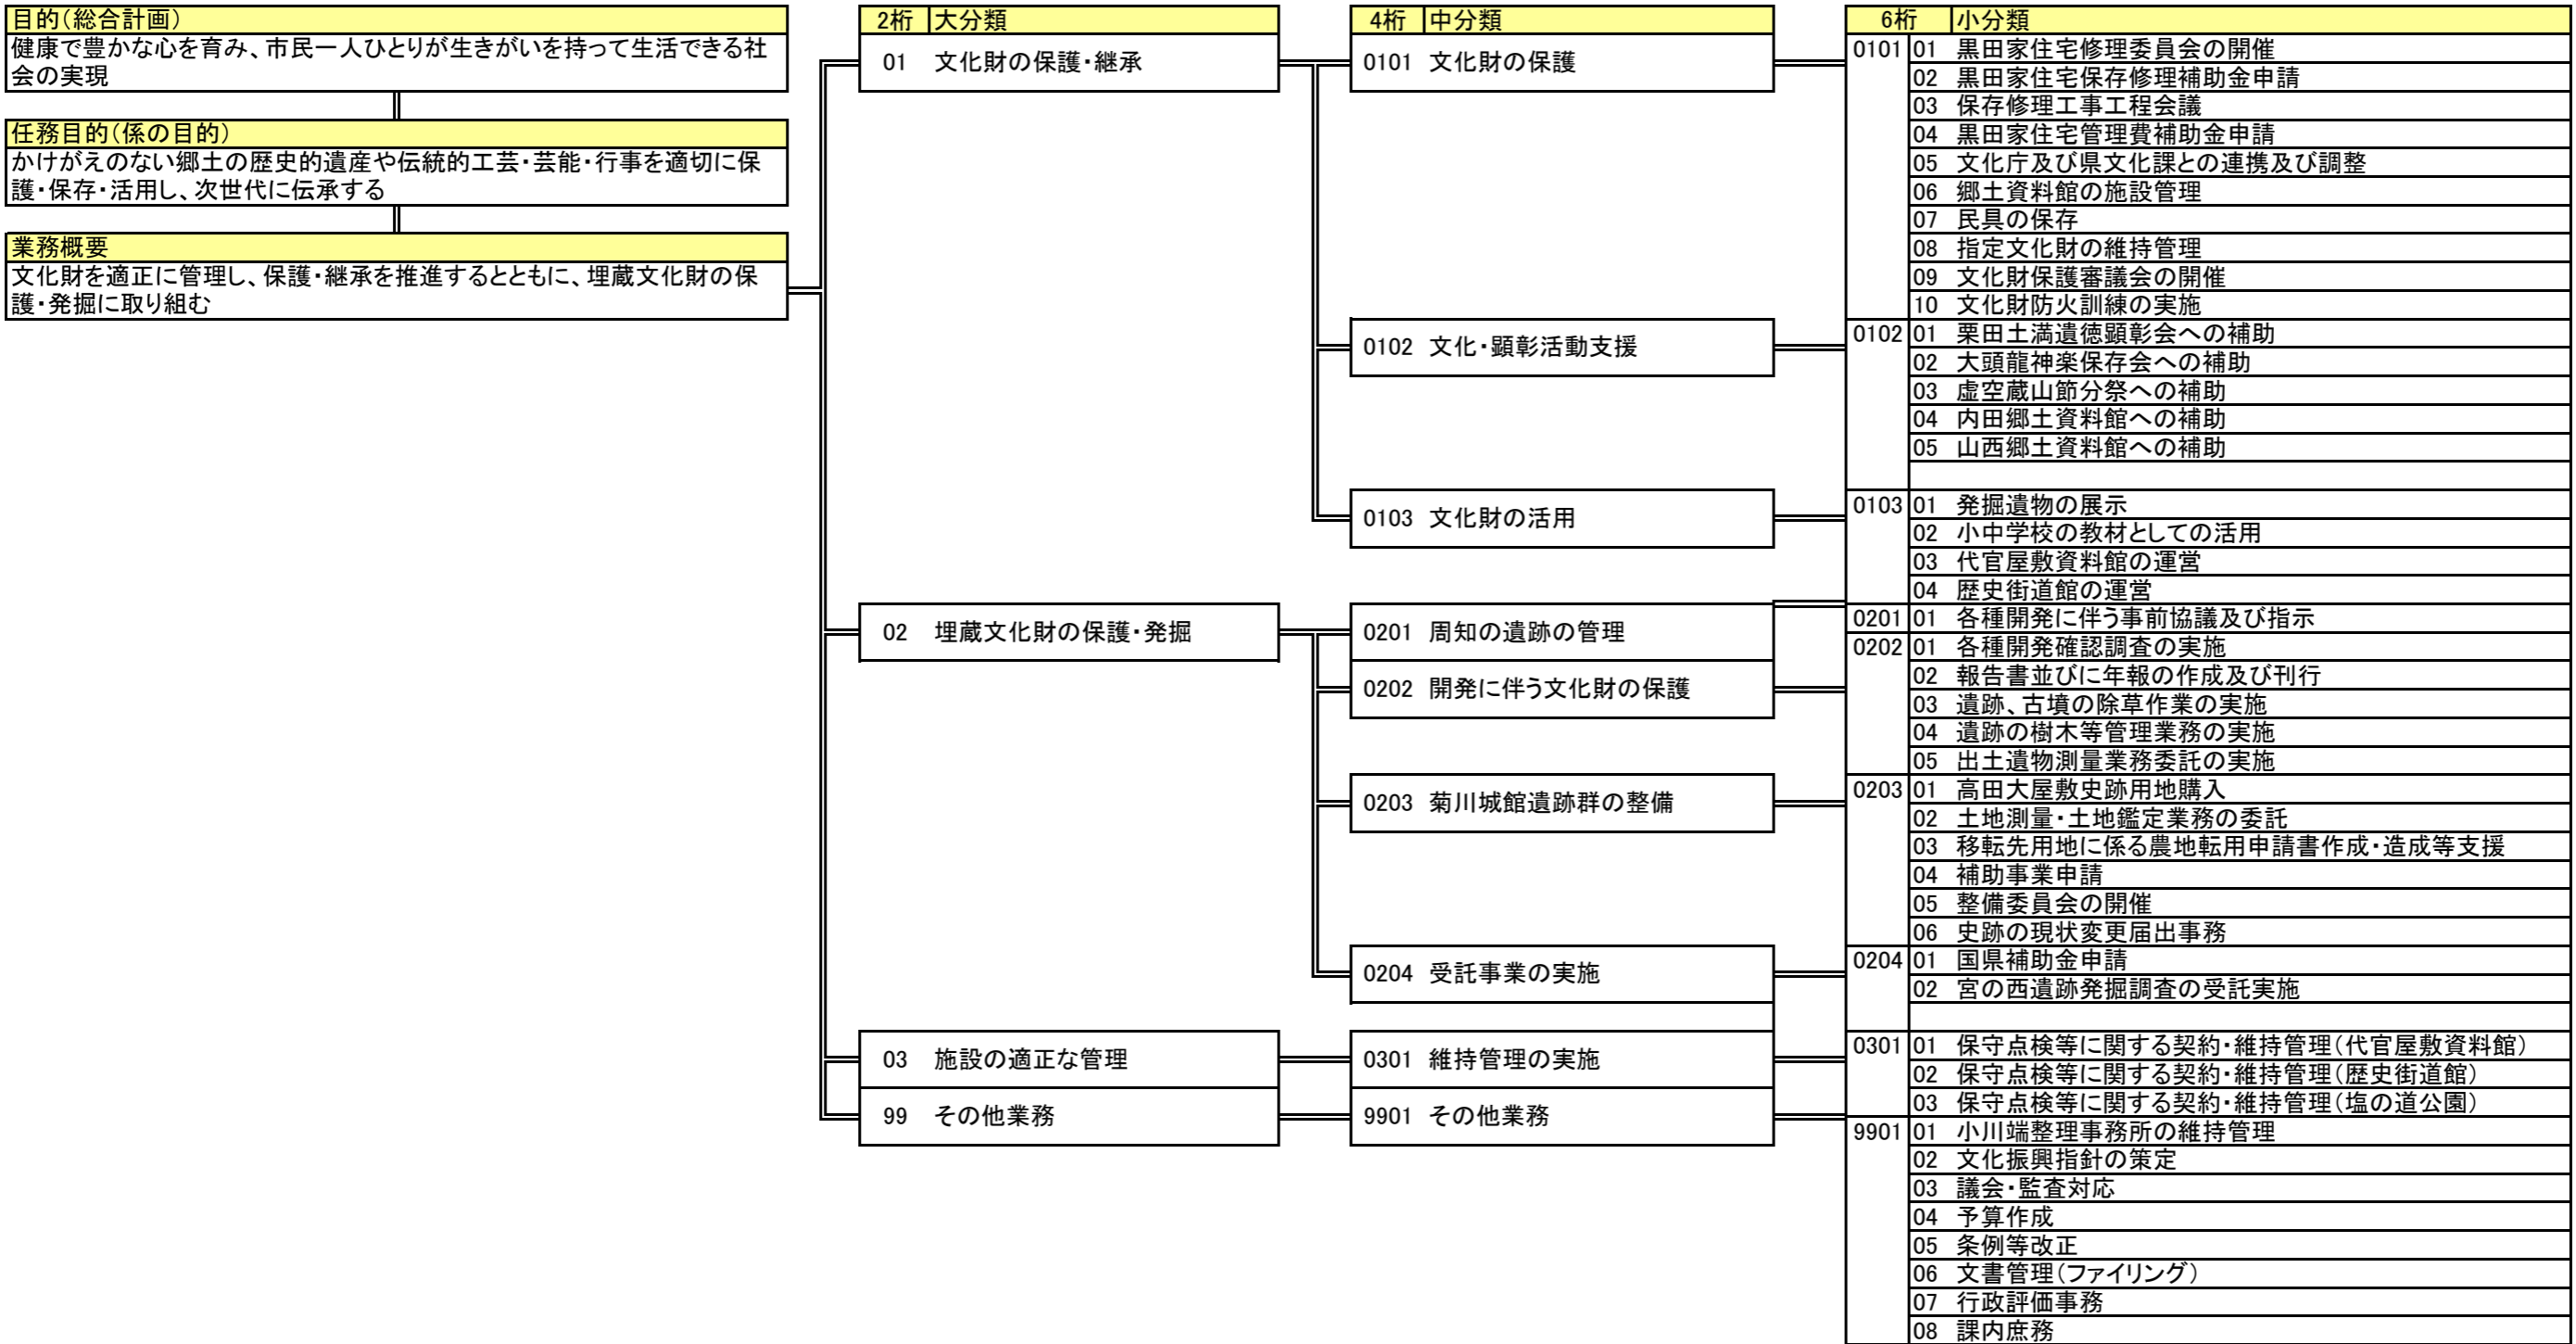 目的(総合計画)
健康で豊かな心を育み、市民一人ひとりが生きがいを持って生活できる社
会の実現
任務目的(係の目的)
かけがえのない郷土の歴史的遺産や伝統的工芸・芸能・行事を適切に保
護・保存・活用し、次世代に伝承する
業務概要
文化財を適正に管理し、保護・継承を推進するとともに、埋蔵文化財の保
護・発掘に取り組む
2桁 大分類
01 文化財の保護・継承
02 埋蔵文化財の保護・発掘
03 施設の適正な管理
99 その他業務
4桁 中分類
0101 文化財の保護
0102 文化・顕彰活動支援
0103 文化財の活用
0201 周知の遺跡の管理
0202 開発に伴う文化財の保護
0203 菊川城館遺跡群の整備
0204 受託事業の実施
0301 維持管理の実施
9901 その他業務
6桁 小分類
0101 01 黒田家住宅修理委員会の開催
02 黒田家住宅保存修理補助金申請
03 保存修理工事工程会議
04 黒田家住宅管理費補助金申請
05 文化庁及び県文化課との連携及び調整
06 郷土資料館の施設管理
07 民具の保存
08 指定文化財の維持管理
09 文化財保護審議会の開催
10 文化財防火訓練の実施
0102 01 栗田土満遺徳顕彰会への補助
02 大頭龍神楽保存会への補助
03 虚空蔵山節分祭への補助
04 内田郷土資料館への補助
05 山西郷土資料館への補助
0103 01 発掘遺物の展示
02 小中学校の教材としての活用
03 代官屋敷資料館の運営
04 歴史街道館の運営
0201 01 各種開発に伴う事前協議及び指示
0202 01 各種開発確認調査の実施
02 報告書並びに年報の作成及び刊行
03 遺跡、古墳の除草作業の実施
04 遺跡の樹木等管理業務の実施
05 出土遺物測量業務委託の実施
0203 01 高田大屋敷史跡用地購入
02 土地測量・土地鑑定業務の委託
03 移転先用地に係る農地転用申請書作成・造成等支援
04 補助事業申請
05 整備委員会の開催
06 史跡の現状変更届出事務
0204 01 国県補助金申請
02 宮の西遺跡発掘調査の受託実施
0301 01 保守点検等に関する契約・維持管理(代官屋敷資料館)
02 保守点検等に関する契約・維持管理(歴史街道館)
03 保守点検等に関する契約・維持管理(塩の道公園)
9901 01 小川端整理事務所の維持管理
02 文化振興指針の策定
03 議会・監査対応
04 予算作成
05 条例等改正
06 文書管理(ファイリング)
07 行政評価事務
08 課内庶務